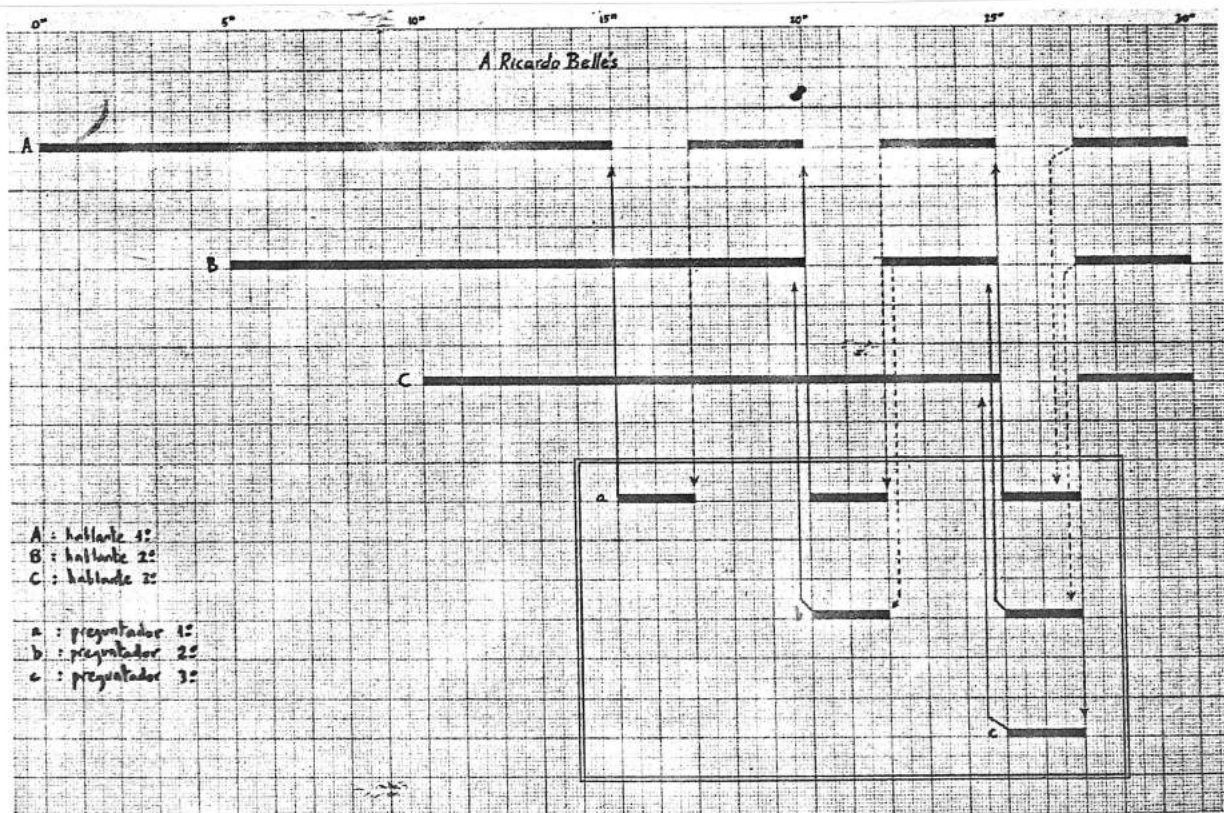 0" 5" 10" 15" 20" 25" 30"
A Ricardo Bellés
A
B
C
a
b
c
A : hablante 1º
B : hablante 2º
C : hablante 3º
a : preguntador 1º
b : preguntador 2º
c : preguntador 3º